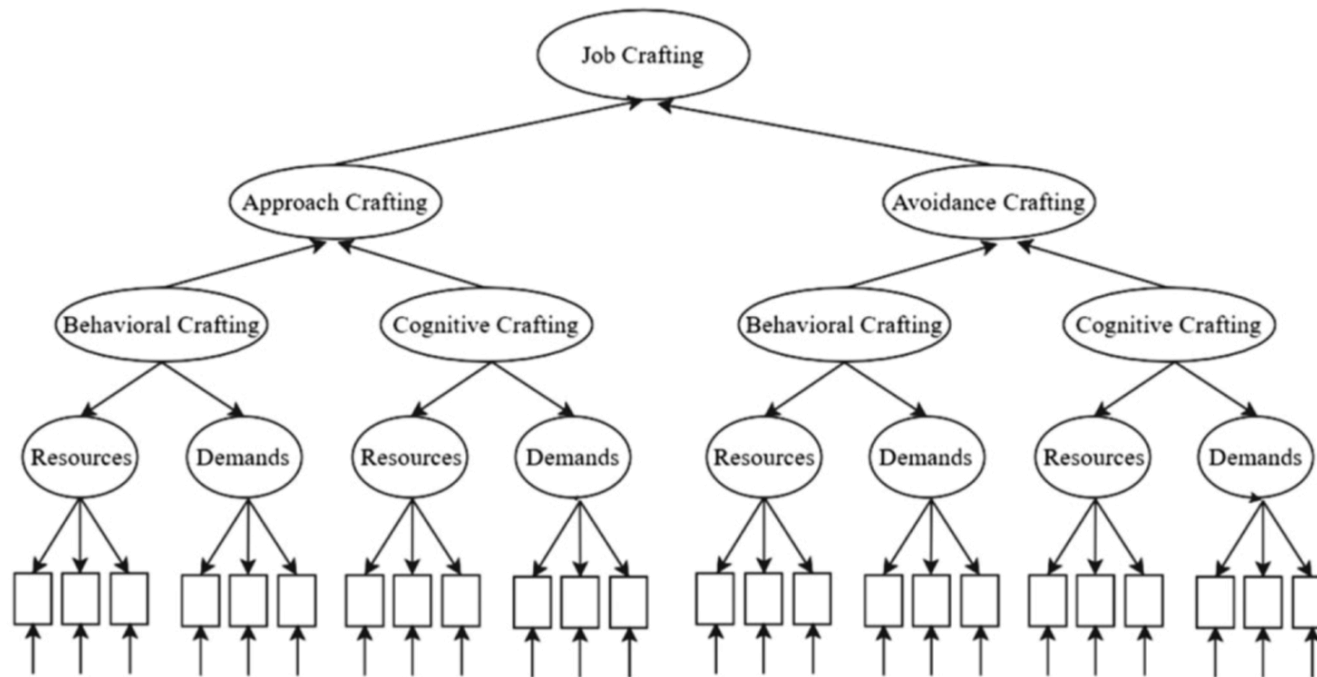 Job Crafting
Approach Crafting
Avoidance Crafting
Behavioral Crafting
Cognitive Crafting
Behavioral Crafting
Cognitive Crafting
Resources
Demands
Resources
Demands
Resources
Demands
Resources
Demands